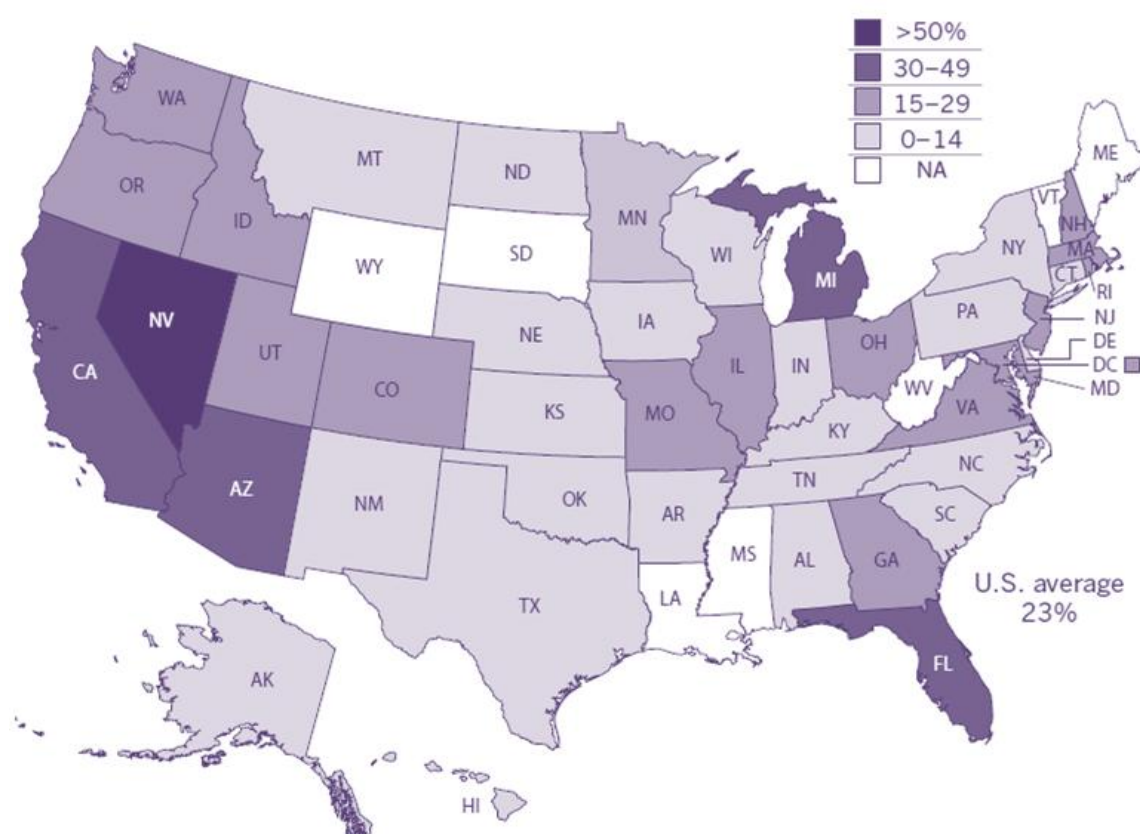 >50%
30–49
15–29
0–14
NA
WA
OR
ID
MT
ND
MN
WY
SD
WI
NV
CA
UT
CO
NE
IA
KS
MO
IL
IN
MI
OH
PA
NY
VT
ME
NH
MA
CT
RI
NJ
DE
DC
MD
WV
VA
KY
TN
NC
SC
AZ
NM
OK
AR
TX
LA
MS
AL
GA
FL
AK
HI
U.S. average
23%